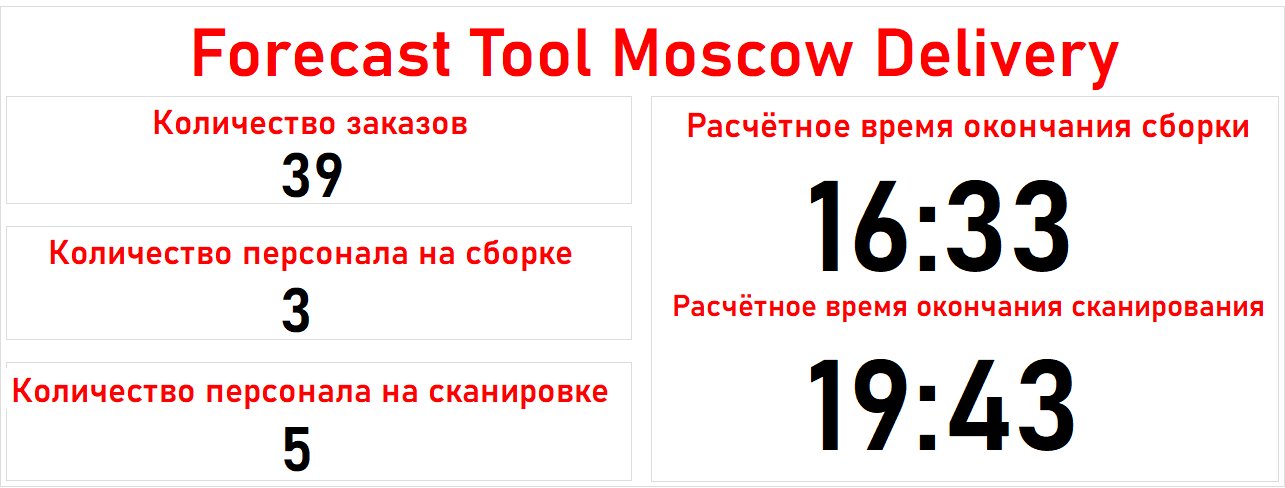 Forecast Tool Moscow Delivery
Количество заказов
39
Количество персонала на сборке
3
Количество персонала на сканировке
5
Расчётное время окончания сборки
16:33
Расчётное время окончания сканирования
19:43